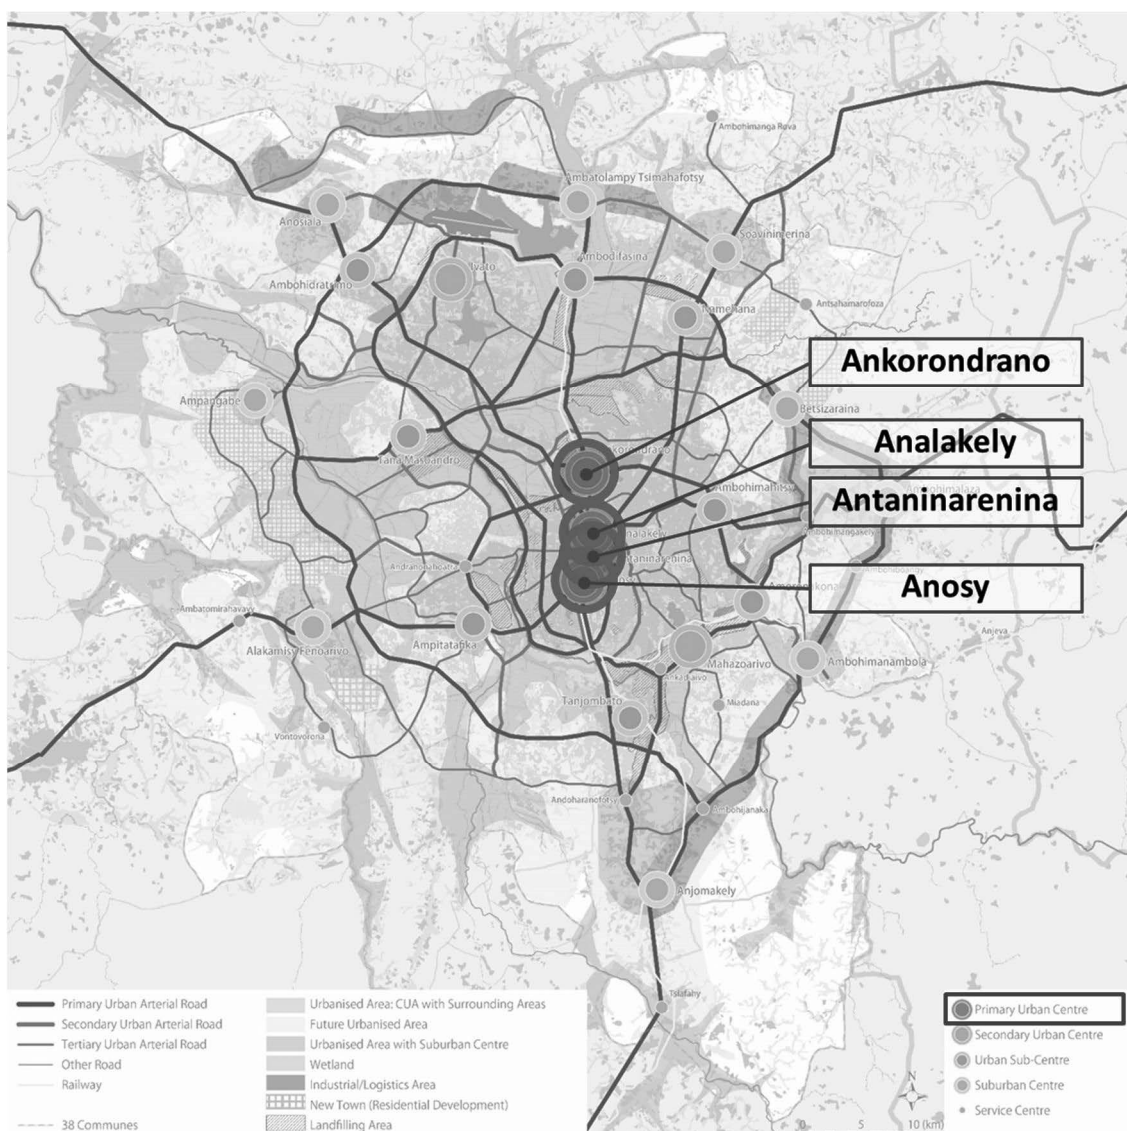 Ambohimanga Rova
Ambatolampy Tsimahafotsy
Anosiala
Soavinimerina
Ambodifasina
Ivato
Ambohidratrimo
Antsahamarofoza
Ankorondrano
Ampangabe
Betsizaraina
Analakely
Tana Masoandro
Antaninarenina
Andranonahoatra
Anosy
Ambatomirahavavy
Ampitatafika
Alakamisy Fenoarivo
Anjeva
Mahazoarivo
Ambohimanambola
Tanjombato
Miadana
Vontovorona
Andoharanofotsy
Ambohijanaka
Anjomakely
Tsiafahy
Primary Urban Arterial Road
Secondary Urban Arterial Road
Tertiary Urban Arterial Road
Other Road
Railway
38 Communes
Urbanised Area: CUA with Surrounding Areas
Future Urbanised Area
Urbanised Area with Suburban Centre
Wetland
Industrial/Logistics Area
New Town (Residential Development)
Landfilling Area
Primary Urban Centre
Secondary Urban Centre
Urban Sub-Centre
Suburban Centre
Service Centre
N
0 5 10 (km)